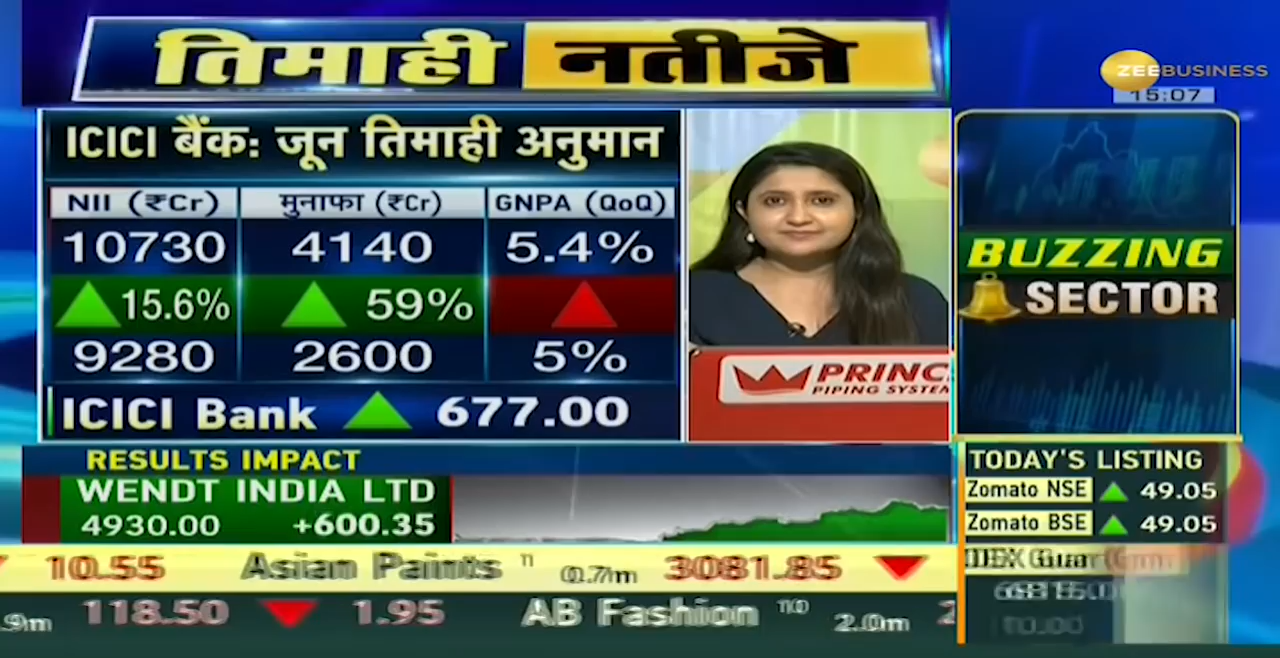 तिमाही नतीजे
ZEEBUSINESS
15:07
ICICI बैंक: जून तिमाही अनुमान
NII (₹Cr) मुनाफा (₹Cr) GNPA (QoQ)
10730 4140 5.4%
15.6% 59%
9280 2600 5%
ICICI Bank 677.00
PRINC
PIPING SYSTEM
BUZZING
SECTOR
RESULTS IMPACT
WENDT INDIA LTD
4930.00 +600.35
TODAY'S LISTING
Zomato NSE 49.05
Zomato BSE 49.05
10.55 Asian Paints 0.7m 3081.85
.9m 118.50 1.95 AB Fashion 2.0m 2